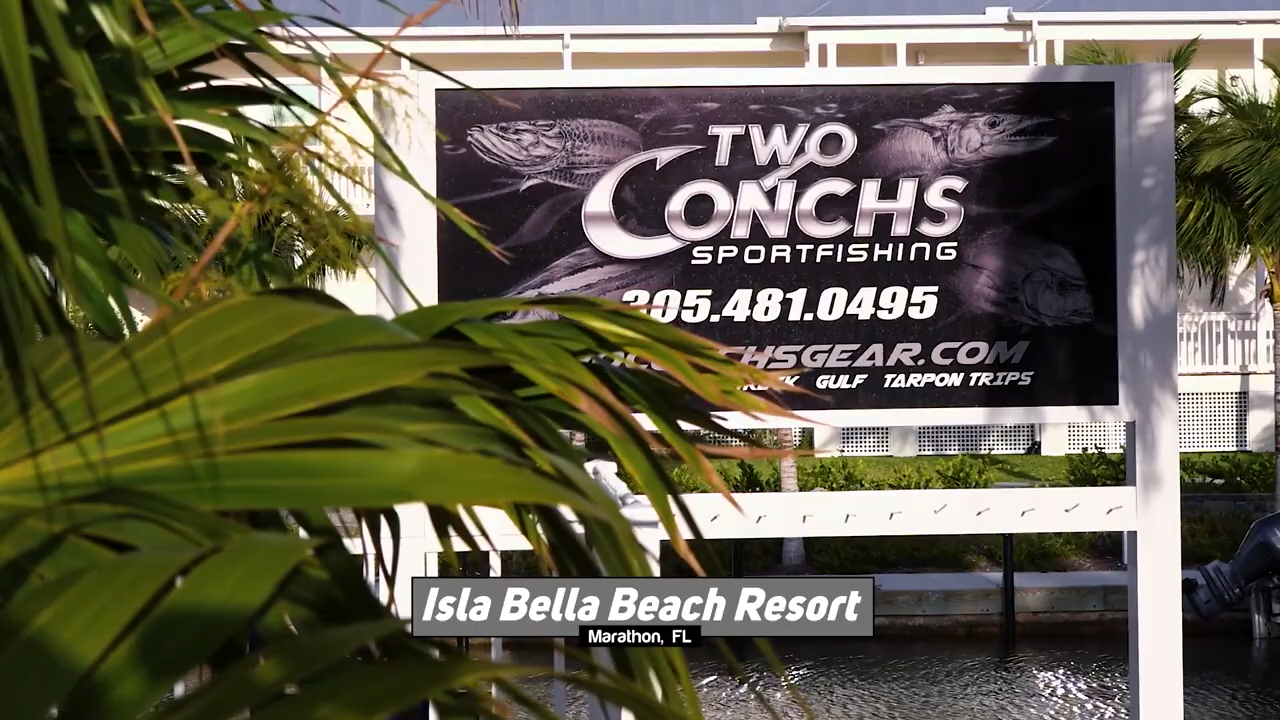 TWO
CONCHS
SPORTFISHING
305.481.0495
GULF TARPON TRIPS
Isla Bella Beach Resort
Marathon, FL